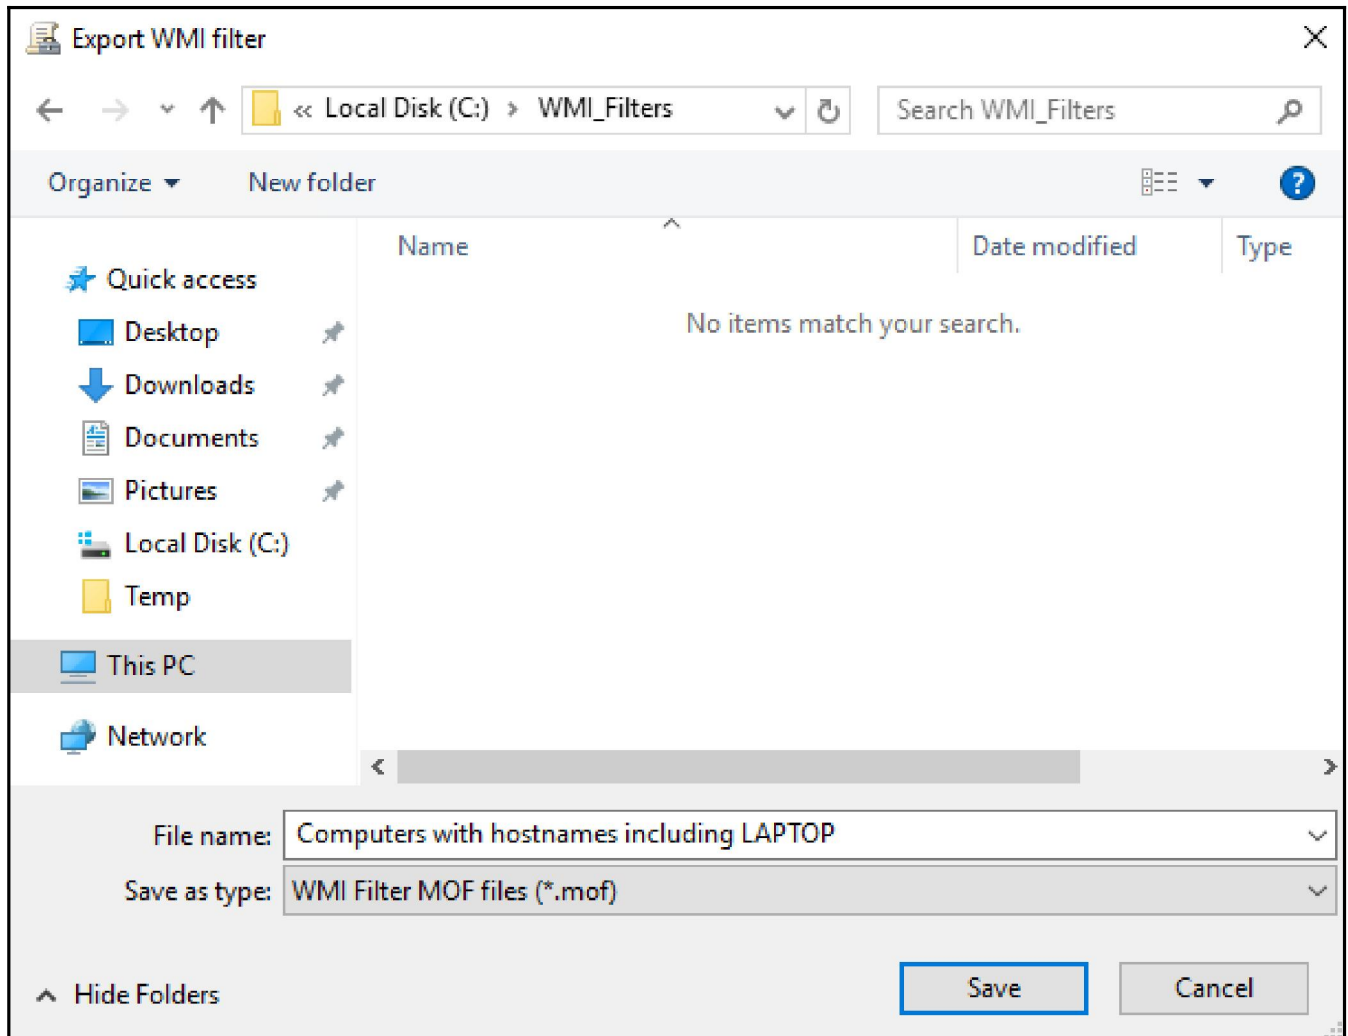 Export WMI filter
« Local Disk (C:) › WMI_Filters
Search WMI_Filters
Organize
New folder
?
Name
Date modified
Type
No items match your search.
Quick access
Desktop
Downloads
Documents
Pictures
Local Disk (C:)
Temp
This PC
Network
File name: Computers with hostnames including LAPTOP
Save as type: WMI Filter MOF files (*.mof)
Hide Folders
Save
Cancel